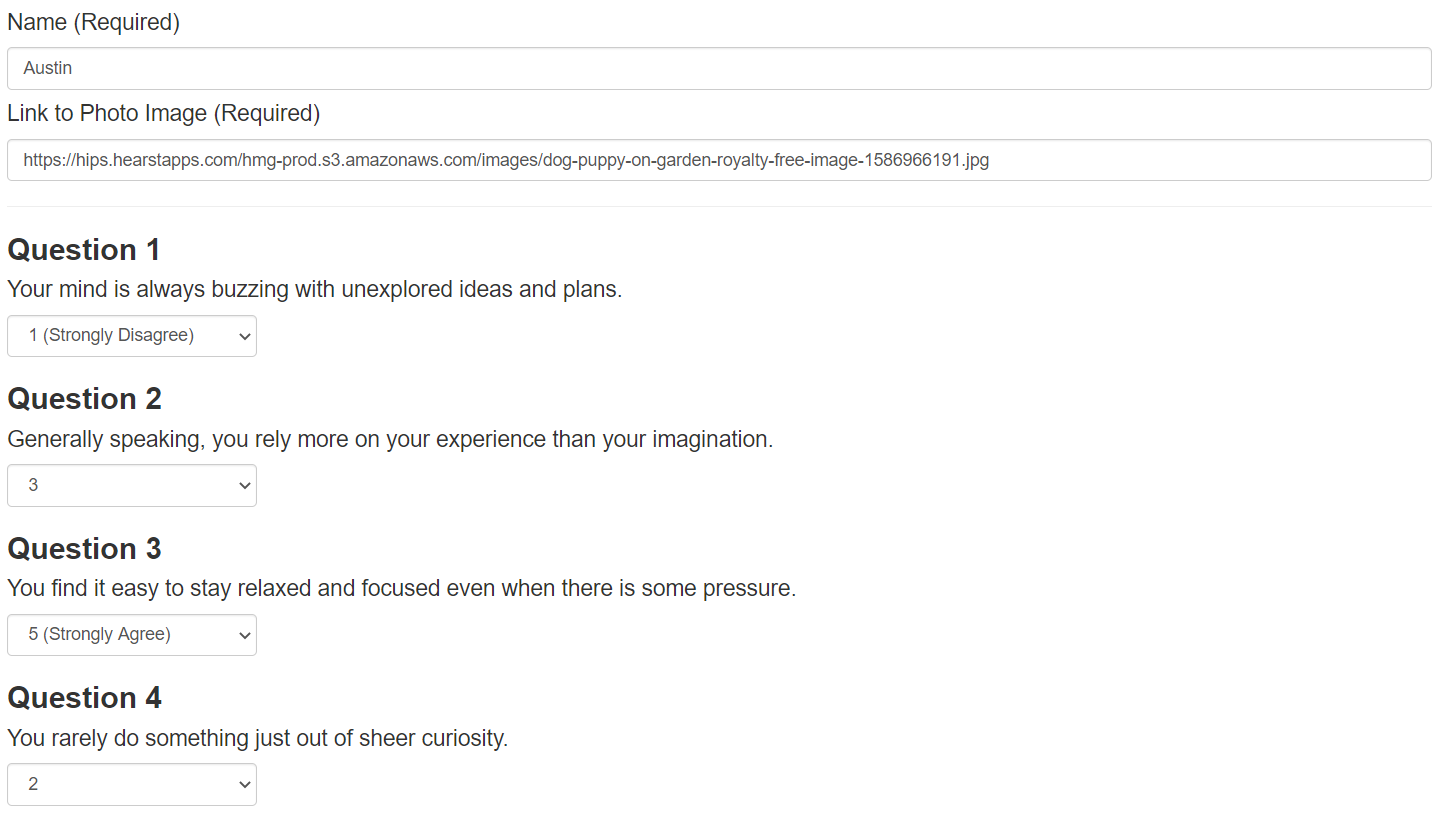 Name (Required)
Austin
Link to Photo Image (Required)
https://hips.hearstapps.com/hmg-prod.s3.amazonaws.com/images/dog-puppy-on-garden-royalty-free-image-1586966191.jpg
Question 1
Your mind is always buzzing with unexplored ideas and plans.
1 (Strongly Disagree)
Question 2
Generally speaking, you rely more on your experience than your imagination.
3
Question 3
You find it easy to stay relaxed and focused even when there is some pressure.
5 (Strongly Agree)
Question 4
You rarely do something just out of sheer curiosity.
2